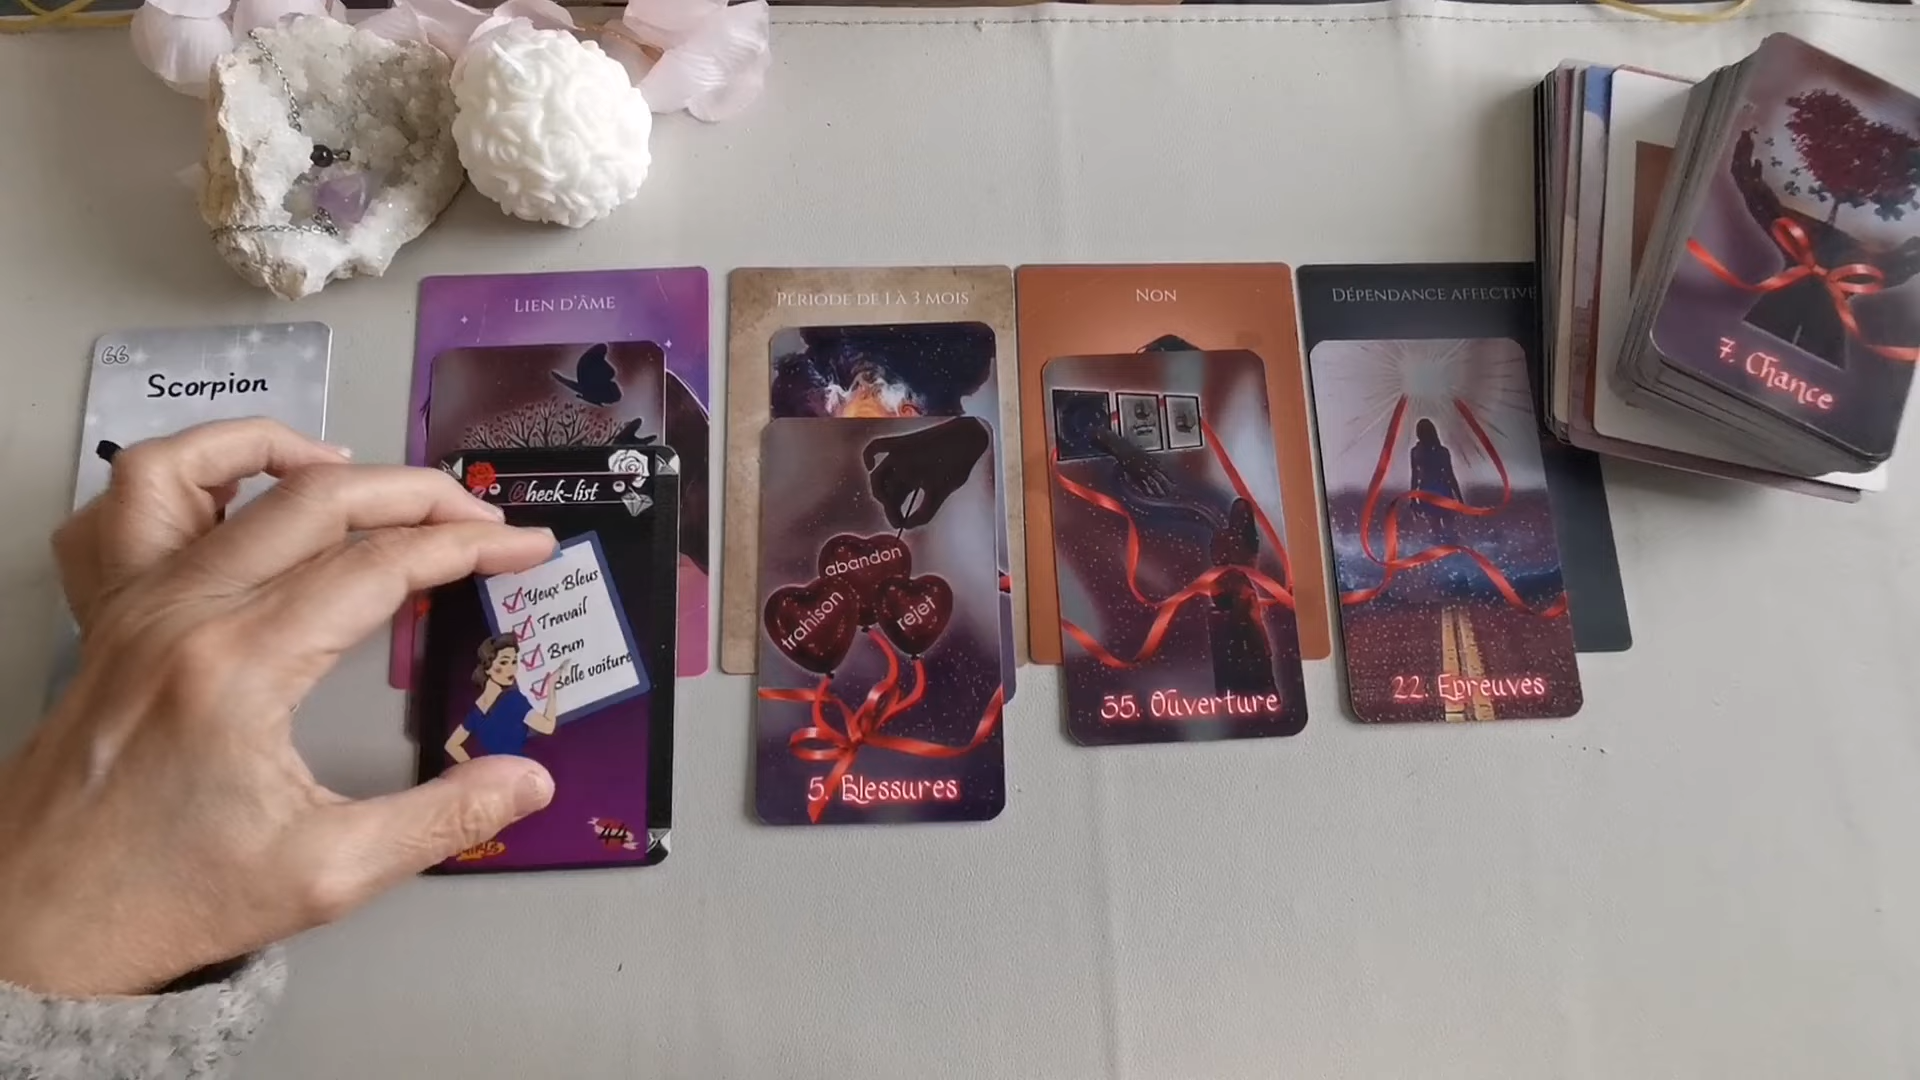 66
Scorpion
LIEN D'ÂME
Check-list
Yeux Bleus
Travail
Brun
Belle voiture
44
PÉRIODE DE 1 À 3 MOIS
abandon
trahison
rejet
5. Blessures
NON
35. Ouverture
DÉPENDANCE AFFECTIVE
22. Epreuves
7. Chance